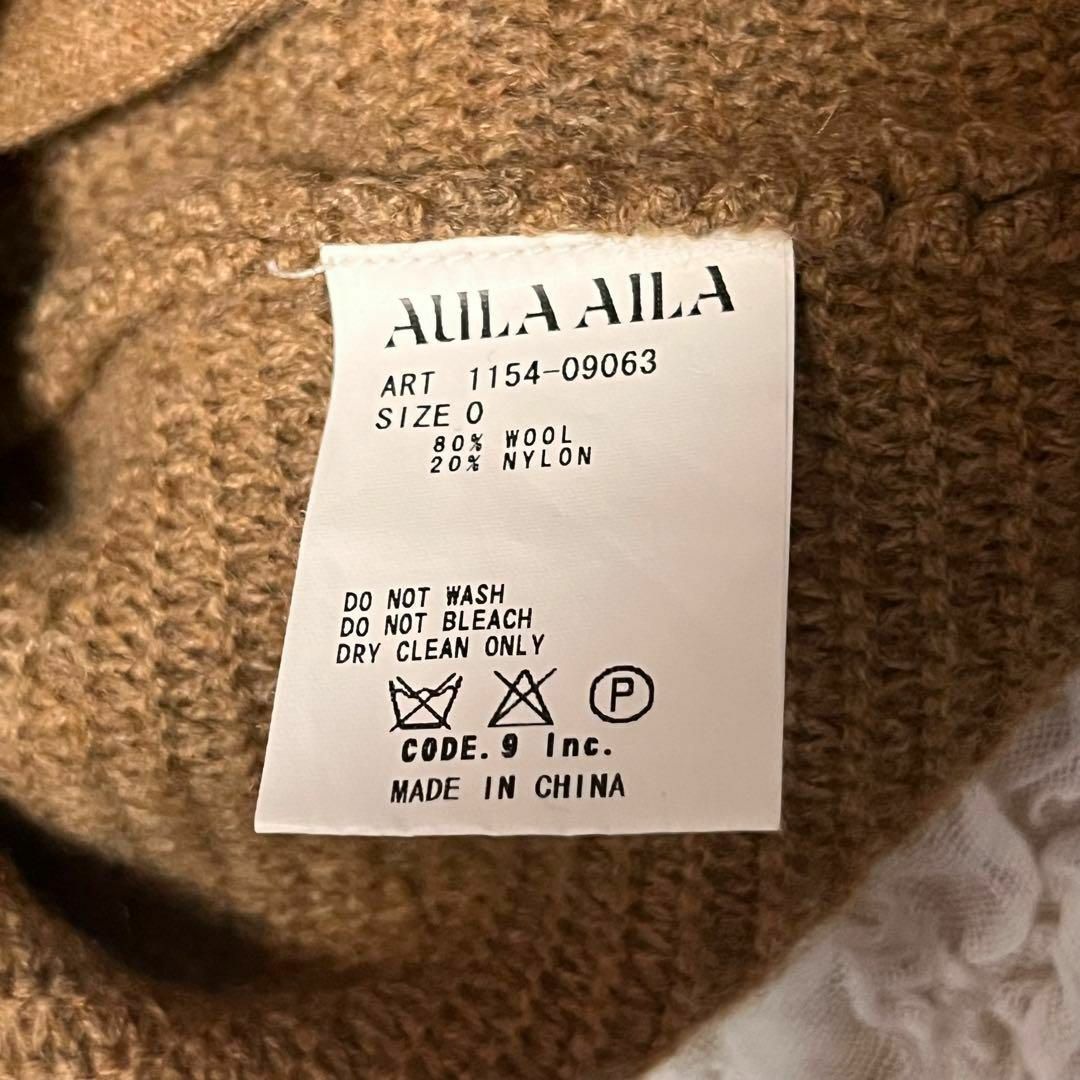 AULA AILA
ART 1154-09063
SIZE 0
80% WOOL
20% NYLON
DO NOT WASH
DO NOT BLEACH
DRY CLEAN ONLY
P
CODE.9 Inc.
MADE IN CHINA